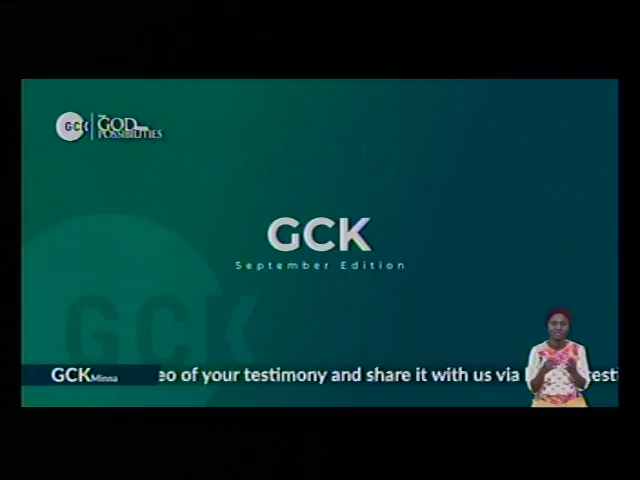 GCK
The
GOD
of
POSSIBILITIES
GCK
September Edition
GCK
GCK Minna
eo of your testimony and share it with us via